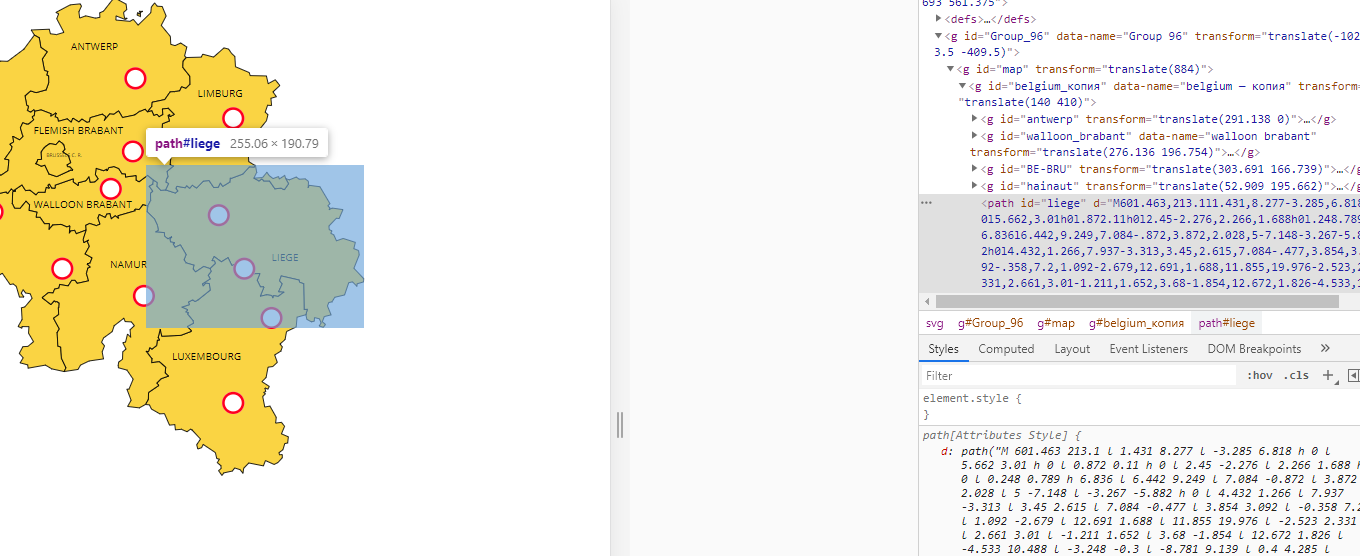 ANTWERP
LIMBURG
FLEMISH BRABANT
BRUSSELS C. R.
path#liege 255.06 × 190.79
WALLOON BRABANT
LIEGE
NAMUR
LUXEMBOURG
693 561.375">
▶<defs>…</defs>
▼<g id="Group_96" data-name="Group 96" transform="translate(-102
3.5 -409.5)">
▼<g id="map" transform="translate(884)">
▼<g id="belgium_копия" data-name="belgium — копия" transform=
"translate(140 410)">
▶<g id="antwerp" transform="translate(291.138 0)">…</g>
▶<g id="walloon_brabant" data-name="walloon brabant"
transform="translate(276.136 196.754)">…</g>
▶<g id="BE-BRU" transform="translate(303.691 166.739)">…</g
▶<g id="hainaut" transform="translate(52.909 195.662)">…</g
<path id="liege" d="M601.463,213.1l1.431,8.277-3.285,6.818
0l5.662,3.01h0l.872.11h0l2.45-2.276,2.266,1.688h0l.248.789
6.836l6.442,9.249,7.084-.872,3.872,2.028,5-7.148-3.267-5.8
2h0l4.432,1.266,7.937-3.313,3.45,2.615,7.084-.477,3.854,3
92-.358,7.2,1.092-2.679,12.691,1.688,11.855,19.976-2.523,2
331,2.661,3.01-1.211,1.652,3.68-1.854,12.672,1.826-4.533,1
svg g#Group_96 g#map g#belgium_копия path#liege
Styles Computed Layout Event Listeners DOM Breakpoints »
Filter :hov .cls +
element.style {
}
path[Attributes Style] {
d: path("M 601.463 213.1 l 1.431 8.277 l -3.285 6.818 h 0 l
5.662 3.01 h 0 l 0.872 0.11 h 0 l 2.45 -2.276 l 2.266 1.688 h
0 l 0.248 0.789 h 6.836 l 6.442 9.249 l 7.084 -0.872 l 3.872
2.028 l 5 -7.148 l -3.267 -5.882 h 0 l 4.432 1.266 l 7.937
-3.313 l 3.45 2.615 l 7.084 -0.477 l 3.854 3.092 l -0.358 7.2
l 1.092 -2.679 l 12.691 1.688 l 11.855 19.976 l -2.523 2.331
l 2.661 3.01 l -1.211 1.652 l 3.68 -1.854 l 12.672 1.826 l
-4.533 10.488 l -3.248 -0.3 l -8.781 9.139 l 0.4 4.285 l